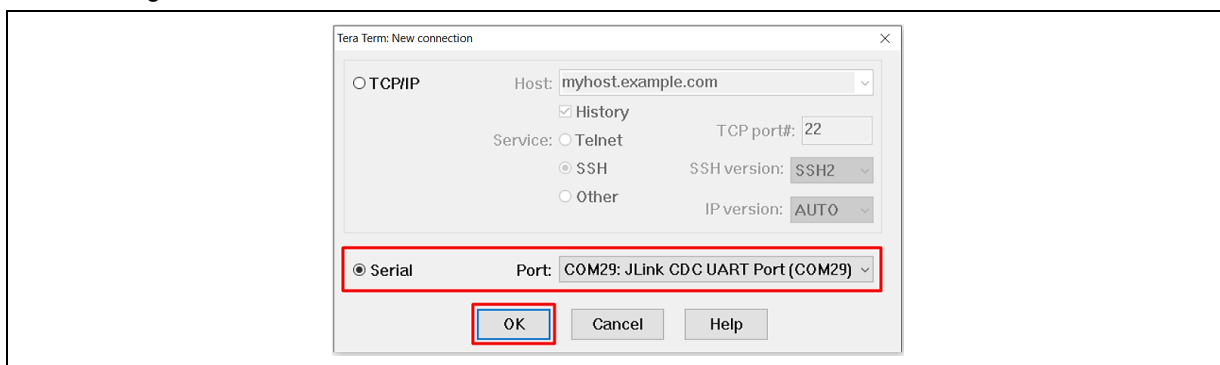 Tera Term: New connection
TCP/IP Host: myhost.example.com
History
Service: Telnet TCP port#: 22
SSH SSH version: SSH2
Other IP version: AUTO
Serial Port: COM29: JLink CDC UART Port (COM29)
OK Cancel Help